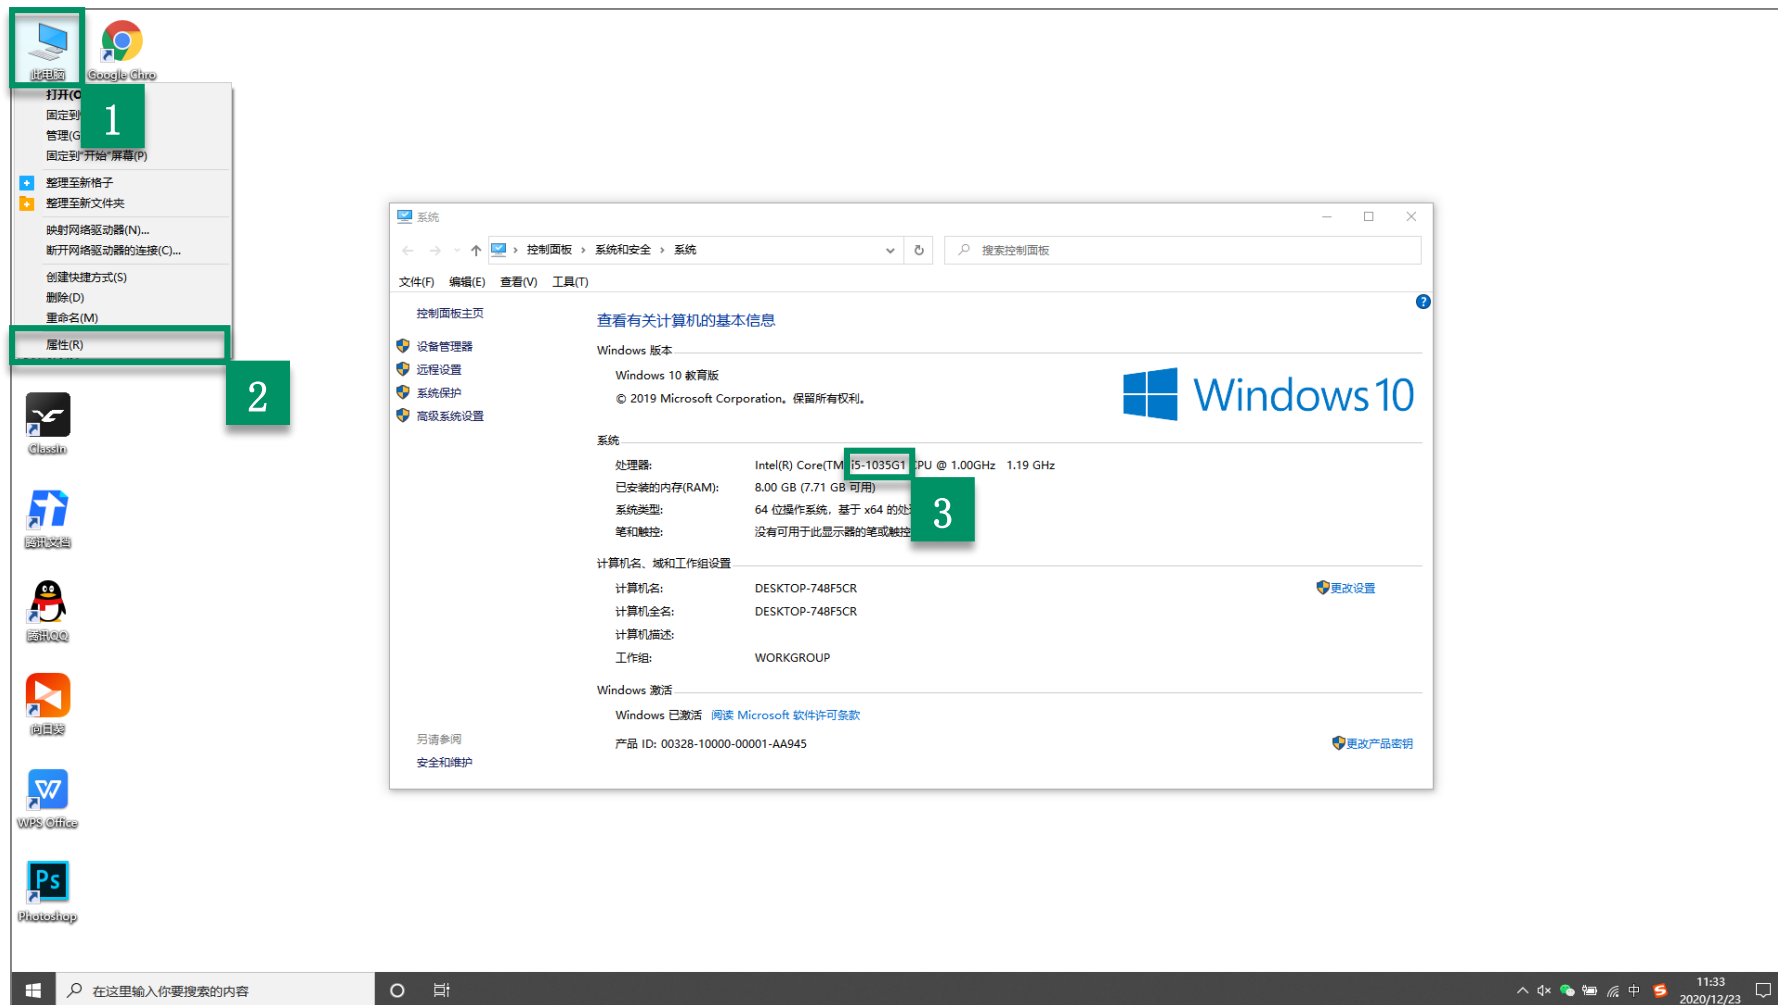 此电脑
Google Chro
打开(O
1
固定到
管理(G
固定到"开始"屏幕(P)
整理至新格子
整理至新文件夹
映射网络驱动器(N)...
断开网络驱动器的连接(C)...
创建快捷方式(S)
删除(D)
重命名(M)
属性(R)
2
ClassIn
腾讯文档
腾讯QQ
向日葵
WPS Office
Ps
Photoshop
系统
控制面板 › 系统和安全 › 系统
搜索控制面板
文件(F) 编辑(E) 查看(V) 工具(T)
控制面板主页
设备管理器
远程设置
系统保护
高级系统设置
另请参阅
安全和维护
查看有关计算机的基本信息
Windows 版本
Windows 10 教育版
© 2019 Microsoft Corporation。保留所有权利。
Windows 10
系统
处理器: Intel(R) Core(TM) i5-1035G1 CPU @ 1.00GHz 1.19 GHz
已安装的内存(RAM): 8.00 GB (7.71 GB 可用)
系统类型: 64 位操作系统, 基于 x64 的处
笔和触控: 没有可用于此显示器的笔或触控
3
计算机名、域和工作组设置
计算机名: DESKTOP-748F5CR
更改设置
计算机全名: DESKTOP-748F5CR
计算机描述:
工作组: WORKGROUP
Windows 激活
Windows 已激活 阅读 Microsoft 软件许可条款
产品 ID: 00328-10000-00001-AA945
更改产品密钥
在这里输入你要搜索的内容
中
11:33
2020/12/23